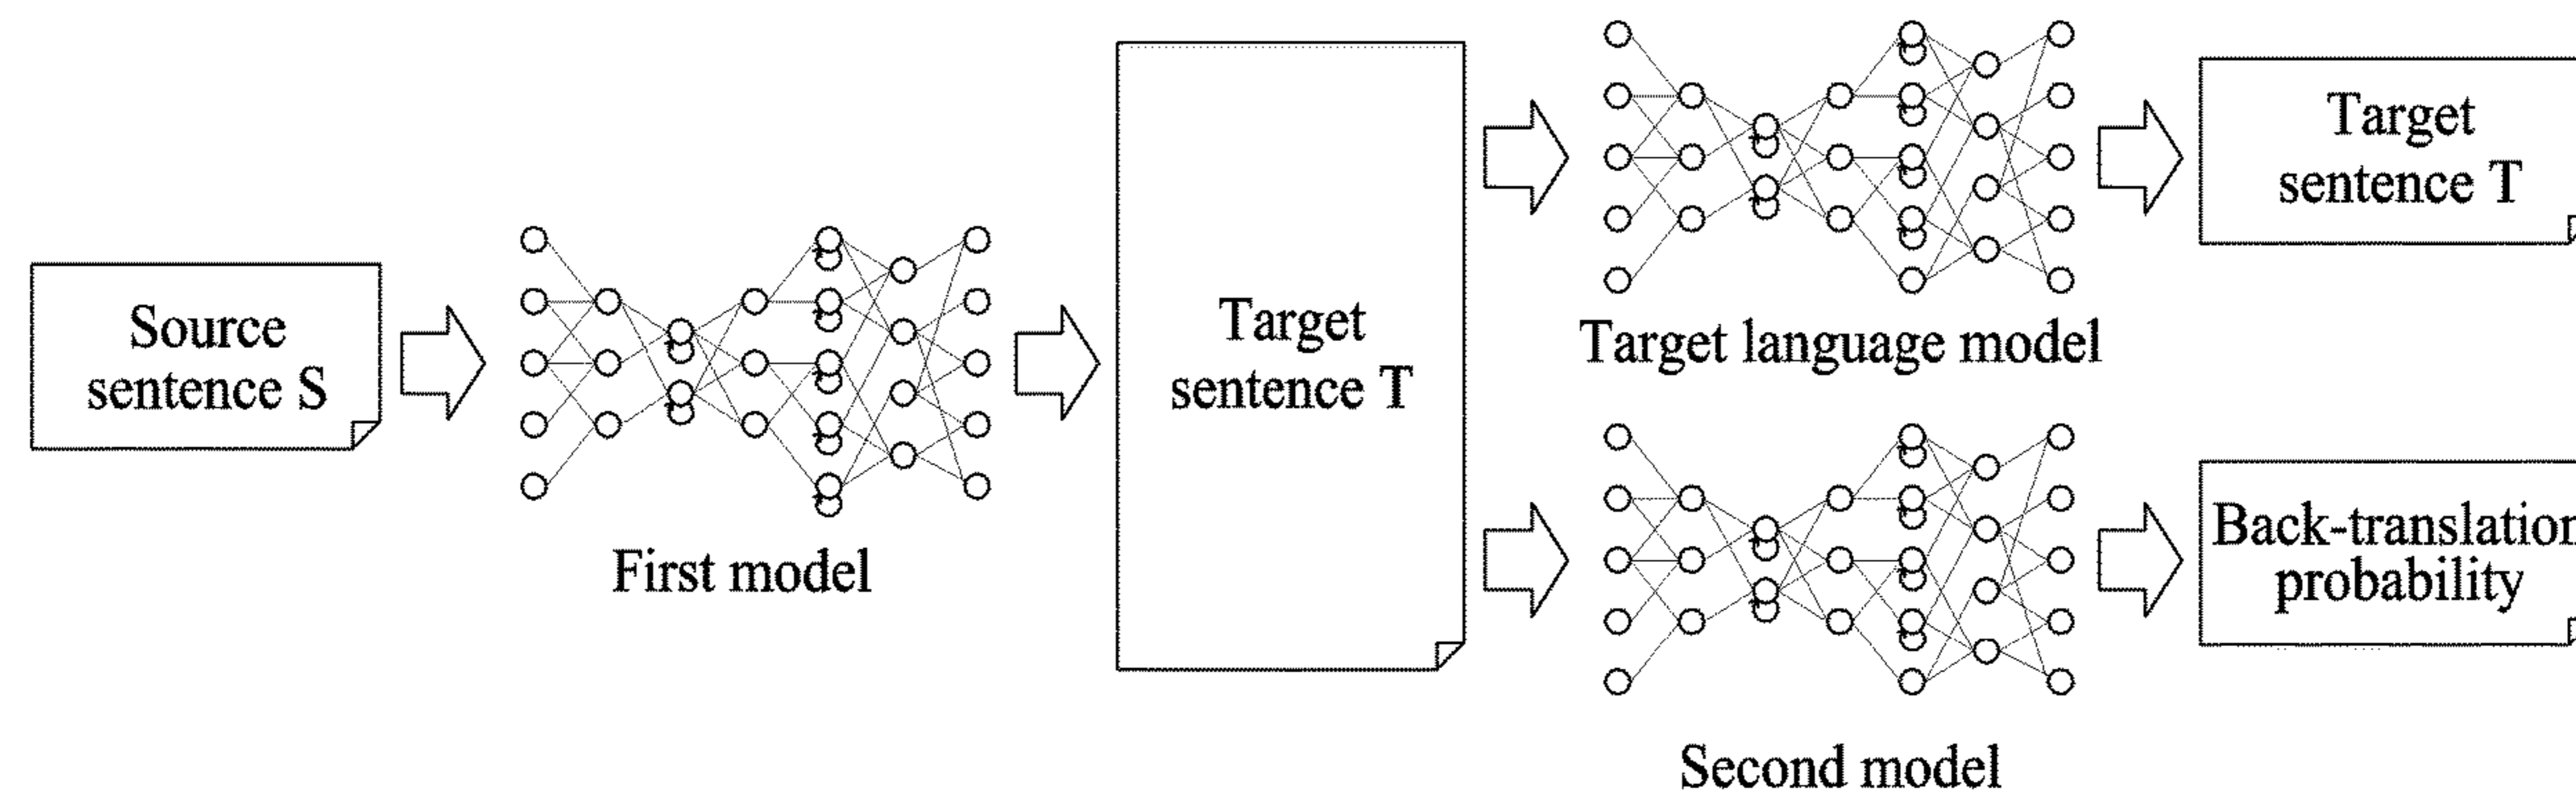 Source
sentence S
First model
Target
sentence T
Target language model
Target
sentence T
Second model
Back-translation
probability